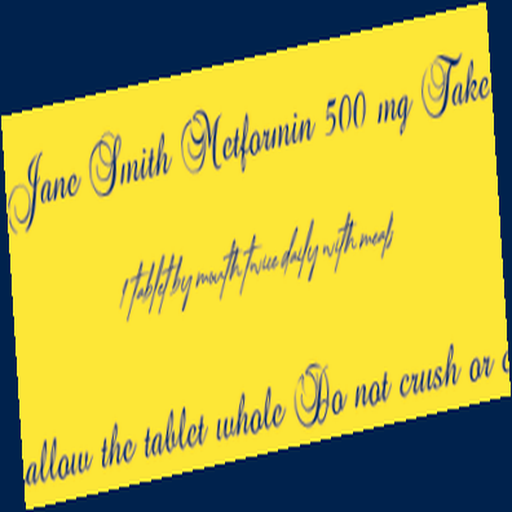 Jane Smith Metformin 500 mg Take
1 tablet by mouth twice daily with meals
allow the tablet whole Do not crush or